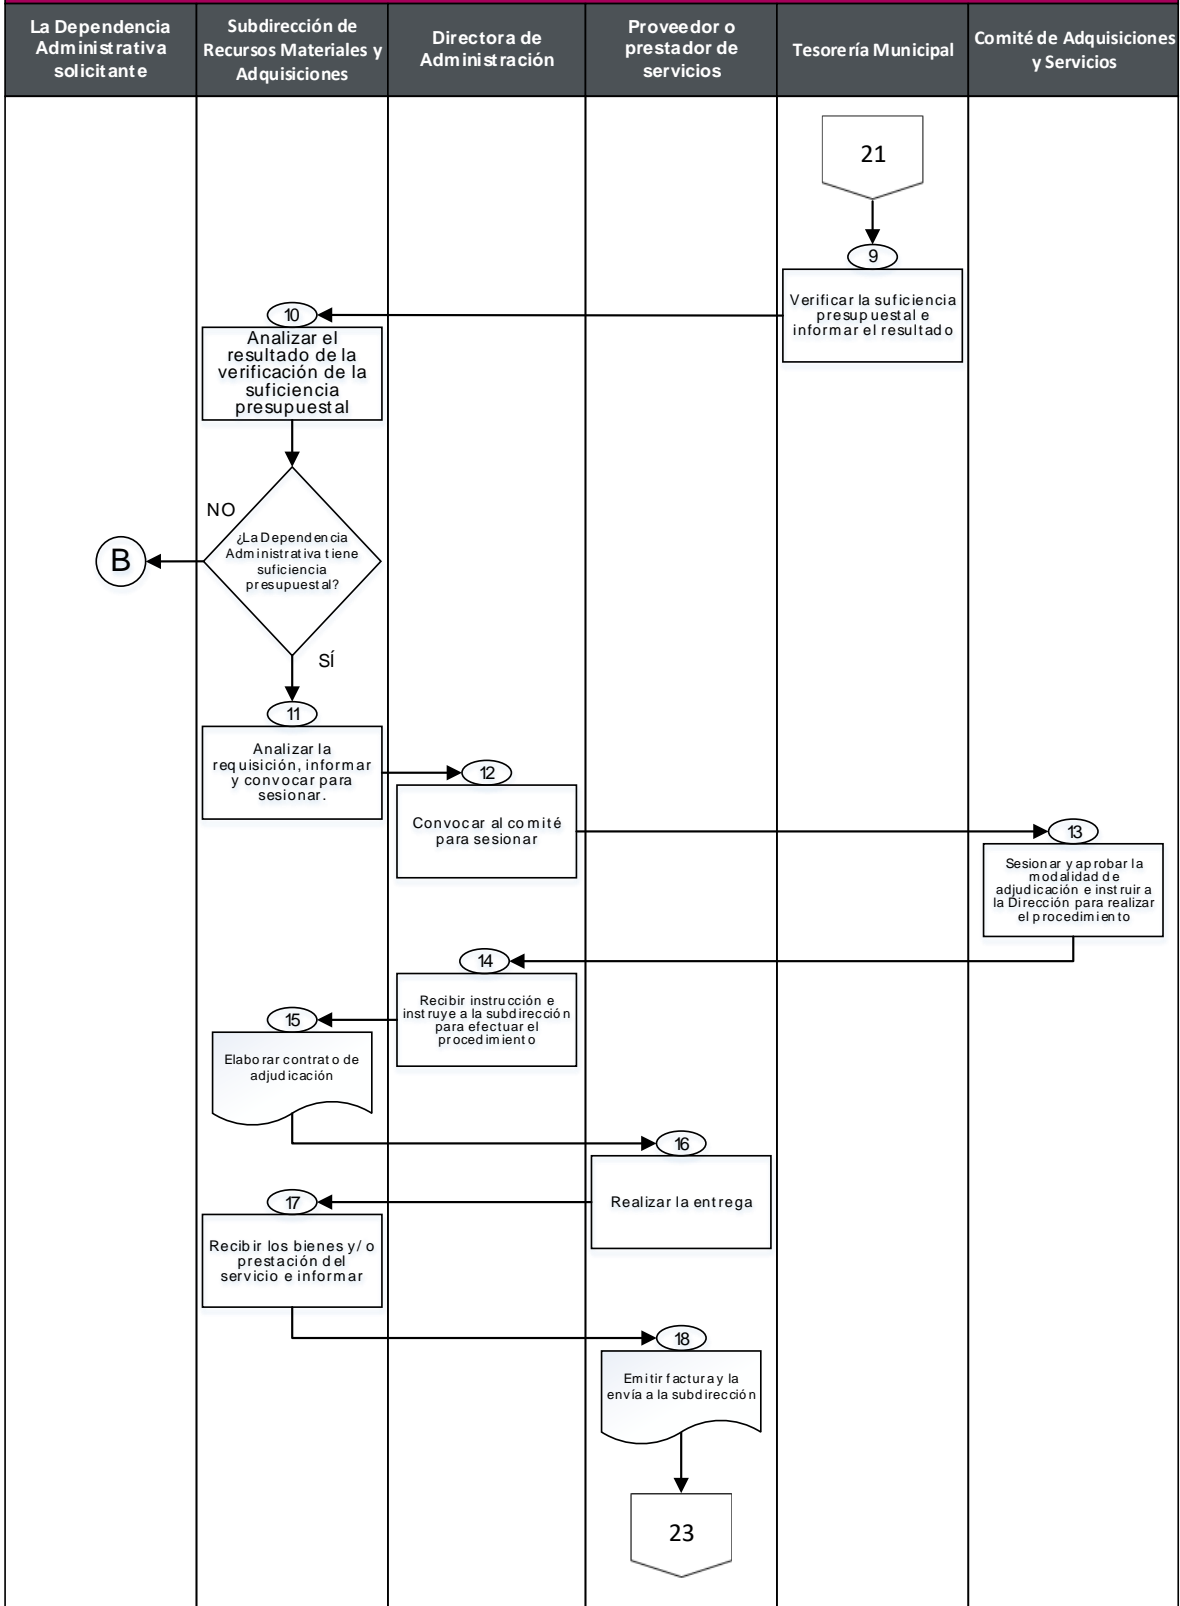 La Dependencia
Administrativa
solicitante
Subdirección de
Recursos Materiales y
Adquisiciones
Directora de
Administración
Proveedor o
prestador de
servicios
Tesorería Municipal
Comité de Adquisiciones
y Servicios
21
9
Verificar la suficiencia
presupuestal e
informar el resultado
10
Analizar el
resultado de la
verificación de la
suficiencia
presupuestal
NO
¿La Dependencia
Administrativa tiene
suficiencia
presupuestal?
B
SÍ
11
Analizar la
requisición, informar
y convocar para
sesionar.
12
Convocar al comité
para sesionar
13
Sesionar y aprobar la
modalidad de
adjudicación e instruir a
la Dirección para realizar
el procedimiento
14
Recibir instrucción e
instruye a la subdirección
para efectuar el
procedimiento
15
Elaborar contrato de
adjudicación
16
Realizar la entrega
17
Recibir los bienes y/o
prestación del
servicio e informar
18
Emitir factura y la
envía a la subdirección
23